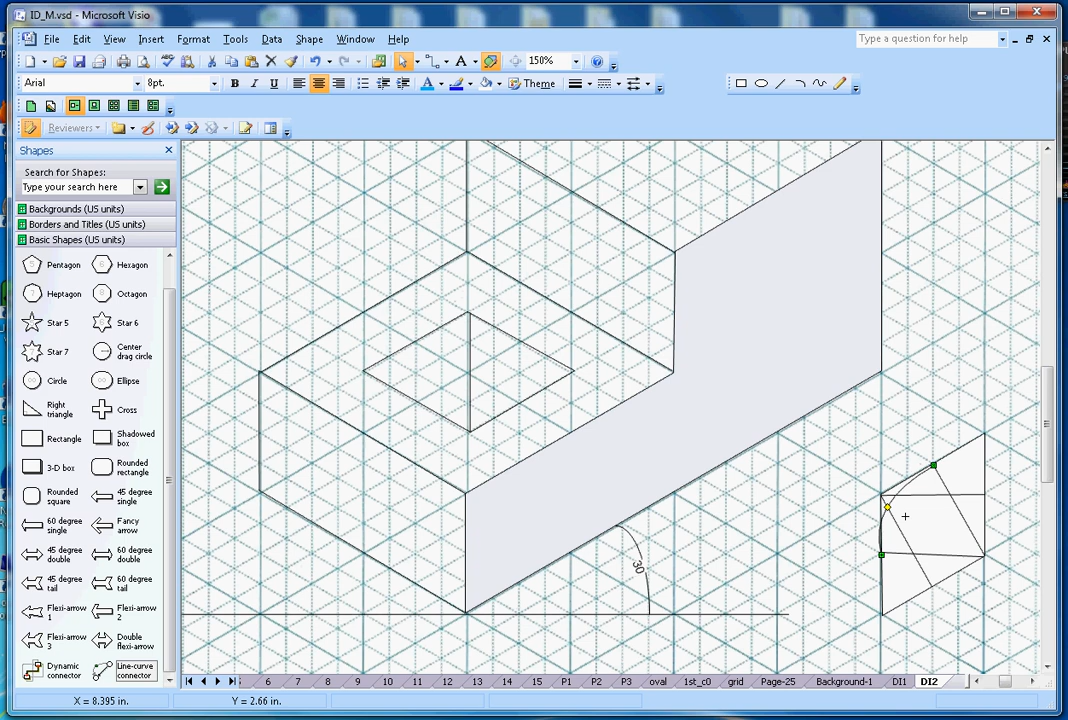 ID_M.vsd - Microsoft Visio
File Edit View Insert Format Tools Data Shape Window Help
Type a question for help
150%
Arial 8pt. B I U A Theme
Reviewers
Shapes
Search for Shapes:
Type your search here
Backgrounds (US units)
Borders and Titles (US units)
Basic Shapes (US units)
Pentagon Hexagon
Heptagon Octagon
Star 5 Star 6
Star 7 Center drag circle
Circle Ellipse
Right triangle Cross
Rectangle Shadowed box
3-D box Rounded rectangle
Rounded square 45 degree single
60 degree single Fancy arrow
45 degree double 60 degree double
45 degree tail 60 degree tail
Flexi-arrow 1 Flexi-arrow 2
Flexi-arrow 3 Double flexi-arrow
Dynamic connector Line-curve connector
30
6 7 8 9 10 11 12 13 14 15 P1 P2 P3 oval 1st_c0 grid Page-25 Background-1 DI1 DI2
X = 8.395 in. Y = 2.66 in.